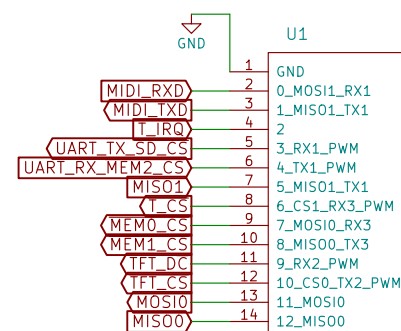 GND
U1
1 GND
MIDI_RXD 2 0_MOSI1_RX1
MIDI_TXD 3 1_MISO1_TX1
T_IRQ 4 2
UART_TX_SD_CS 5 3_RX1_PWM
UART_RX_MEM2_CS 6 4_TX1_PWM
MISO1 7 5_MISO1_TX1
T_CS 8 6_CS1_RX3_PWM
MEM0_CS 9 7_MOSI0_RX3
MEM1_CS 10 8_MISO0_TX3
TFT_DC 11 9_RX2_PWM
TFT_CS 12 10_CS0_TX2_PWM
MOSI0 13 11_MOSI0
MISO0 14 12_MISO0